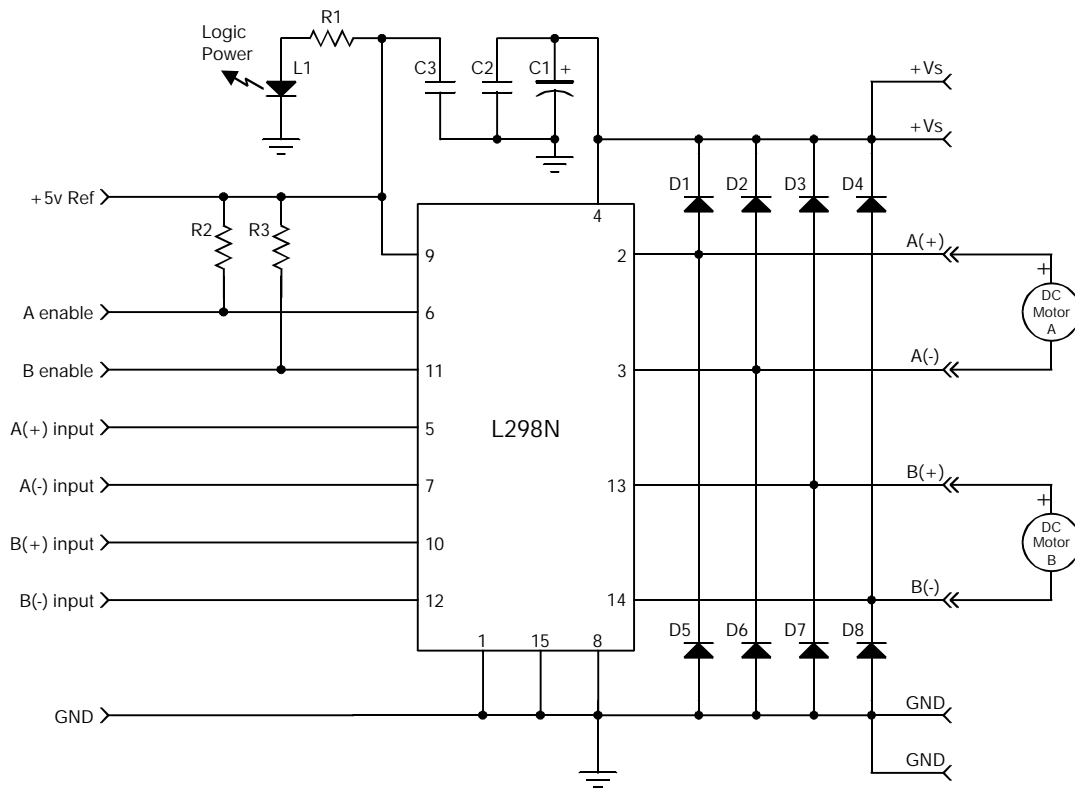 R1
Logic
Power
L1
C3
C2
C1
+
+Vs
+Vs
D1
D2
D3
D4
+5v Ref
R2
R3
4
9
2
A(+)
+
DC
Motor
A
A enable
6
B enable
11
3
A(-)
A(+) input
5
L298N
A(-) input
7
13
B(+)
+
DC
Motor
B
B(+) input
10
B(-) input
12
14
B(-)
1
15
8
D5
D6
D7
D8
GND
GND
GND